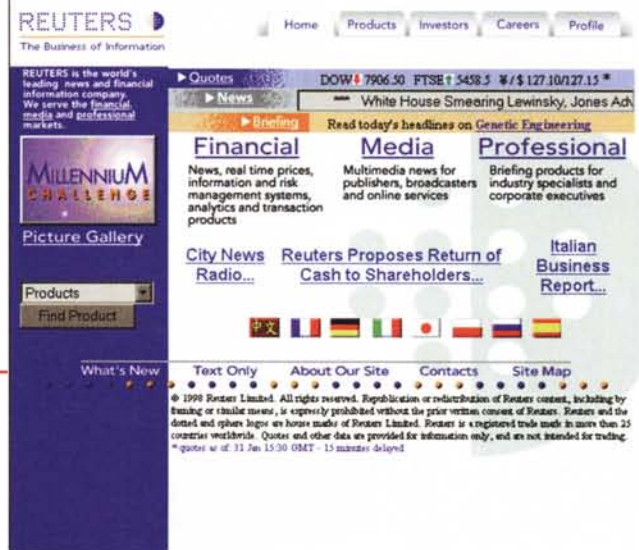 REUTERS
The Business of Information
Home Products Investors Careers Profile
REUTERS is the world's
leading news and financial
information company.
We serve the financial,
media and professional
markets.
MILLENNIUM
CHALLENGE
Picture Gallery
Products
Find Product
Quotes DOW 7906.50 FTSE 5458.5 ¥/$ 127.10/127.15 *
News White House Smearing Lewinsky, Jones Adv
Briefing Read today's headlines on Genetic Engineering
Financial
News, real time prices,
information and risk
management systems,
analytics and transaction
products
Media
Multimedia news for
publishers, broadcasters
and online services
Professional
Briefing products for
industry specialists and
corporate executives
City News
Radio...
Reuters Proposes Return of
Cash to Shareholders...
Italian
Business
Report...
中文
What's New Text Only About Our Site Contacts Site Map
© 1998 Reuters Limited. All rights reserved. Republication or redistribution of Reuters content, including by
framing or similar means, is expressly prohibited without the prior written consent of Reuters. Reuters and the
dotted and sphere logos are house marks of Reuters Limited. Reuters is a registered trade mark in more than 25
countries worldwide. Quotes and other data are provided for information only, and are not intended for trading.
* quotes as of: 31 Jan 15:30 GMT - 15 minutes delayed